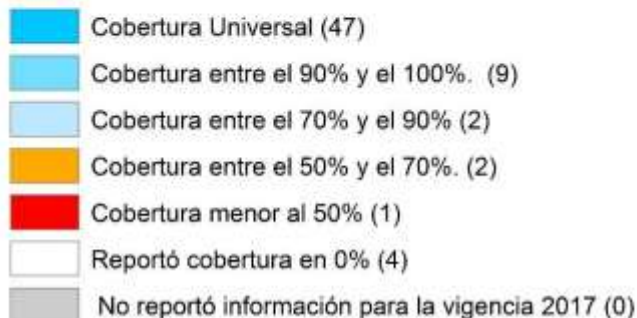 Cobertura Universal (47)
Cobertura entre el 90% y el 100%. (9)
Cobertura entre el 70% y el 90% (2)
Cobertura entre el 50% y el 70%. (2)
Cobertura menor al 50% (1)
Reportó cobertura en 0% (4)
No reportó información para la vigencia 2017 (0)